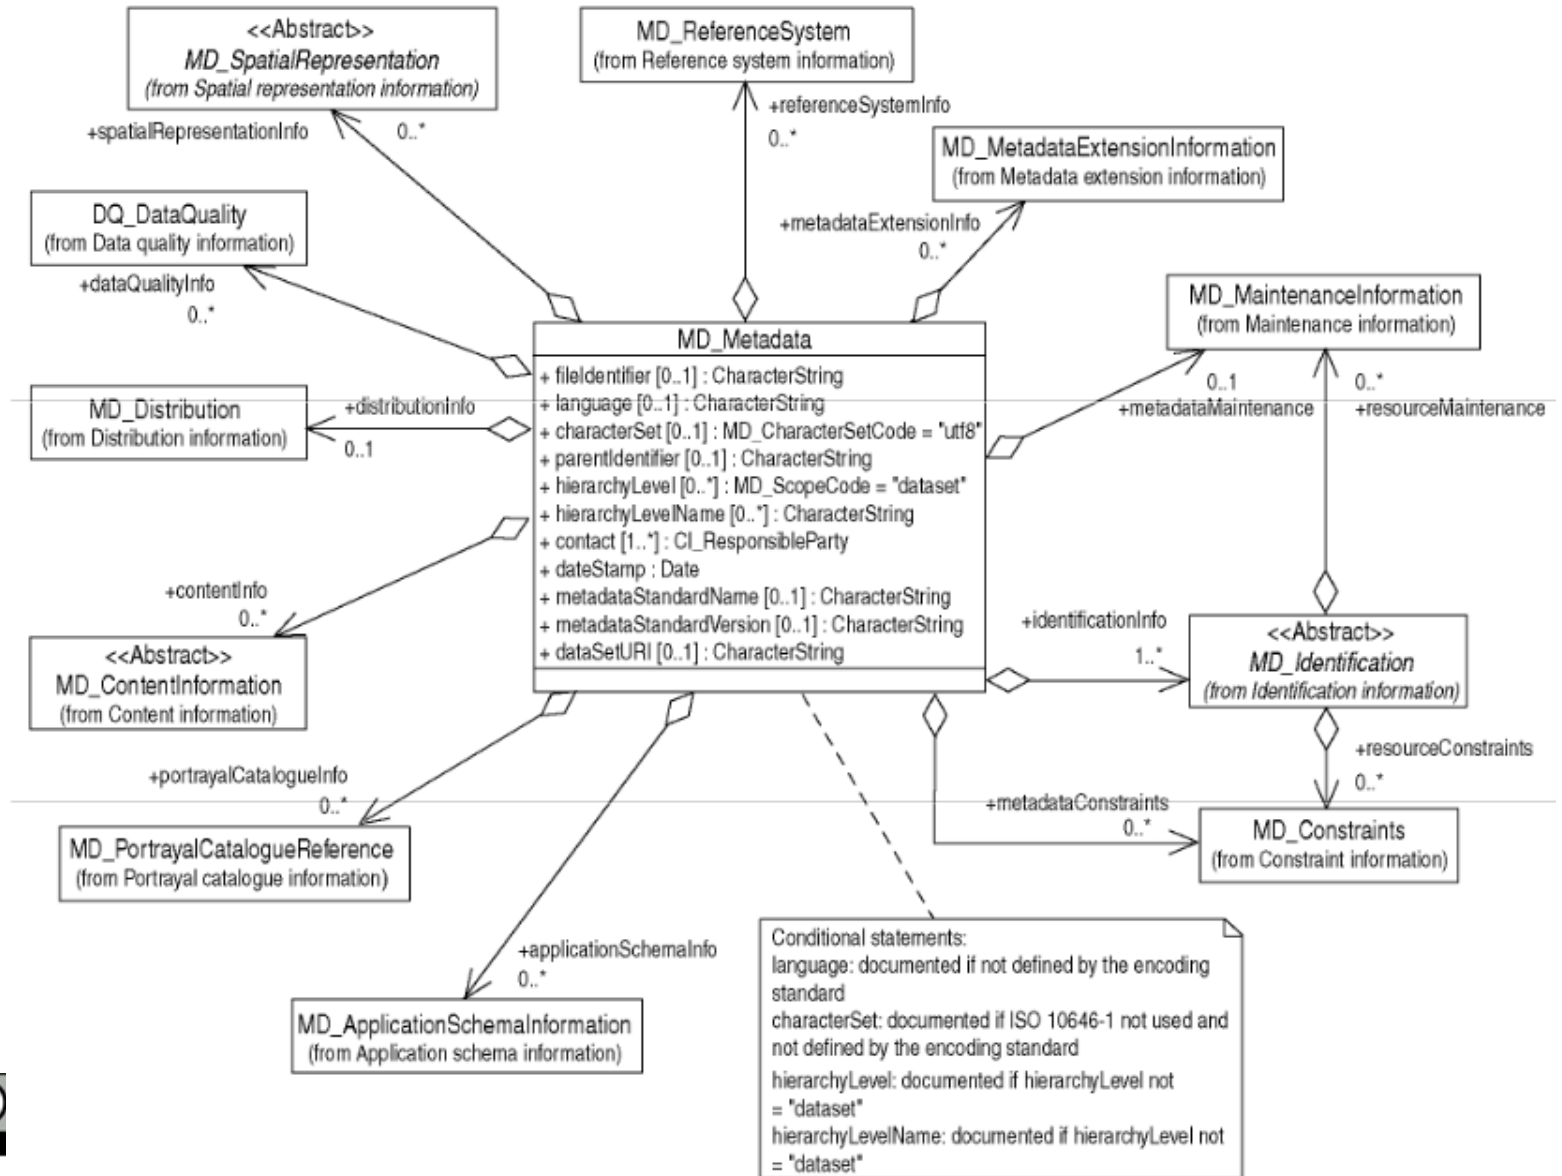 <<Abstract>>
MD_SpatialRepresentation
(from Spatial representation information)
MD_ReferenceSystem
(from Reference system information)
+spatialRepresentationInfo
0..*
+referenceSystemInfo
0..*
MD_MetadataExtensionInformation
(from Metadata extension information)
+metadataExtensionInfo
0..*
DQ_DataQuality
(from Data quality information)
+dataQualityInfo
0..*
MD_MaintenanceInformation
(from Maintenance information)
0..1
+metadataMaintenance
0..*
+resourceMaintenance
MD_Distribution
(from Distribution information)
+distributionInfo
0..1
MD_Metadata
+ fileIdentifier [0..1] : CharacterString
+ language [0..1] : CharacterString
+ characterSet [0..1] : MD_CharacterSetCode = "utf8"
+ parentIdentifier [0..1] : CharacterString
+ hierarchyLevel [0..*] : MD_ScopeCode = "dataset"
+ hierarchyLevelName [0..*] : CharacterString
+ contact [1..*] : CI_ResponsibleParty
+ dateStamp : Date
+ metadataStandardName [0..1] : CharacterString
+ metadataStandardVersion [0..1] : CharacterString
+ dataSetURI [0..1] : CharacterString
+contentInfo
0..*
<<Abstract>>
MD_ContentInformation
(from Content information)
+identificationInfo
1..*
<<Abstract>>
MD_Identification
(from Identification information)
+resourceConstraints
0..*
+portrayalCatalogueInfo
0..*
+metadataConstraints
0..*
MD_PortrayalCatalogueReference
(from Portrayal catalogue information)
MD_Constraints
(from Constraint information)
+applicationSchemaInfo
0..*
MD_ApplicationSchemaInformation
(from Application schema information)
Conditional statements:
language: documented if not defined by the encoding
standard
characterSet: documented if ISO 10646-1 not used and
not defined by the encoding standard
hierarchyLevel: documented if hierarchyLevel not
= "dataset"
hierarchyLevelName: documented if hierarchyLevel not
= "dataset"